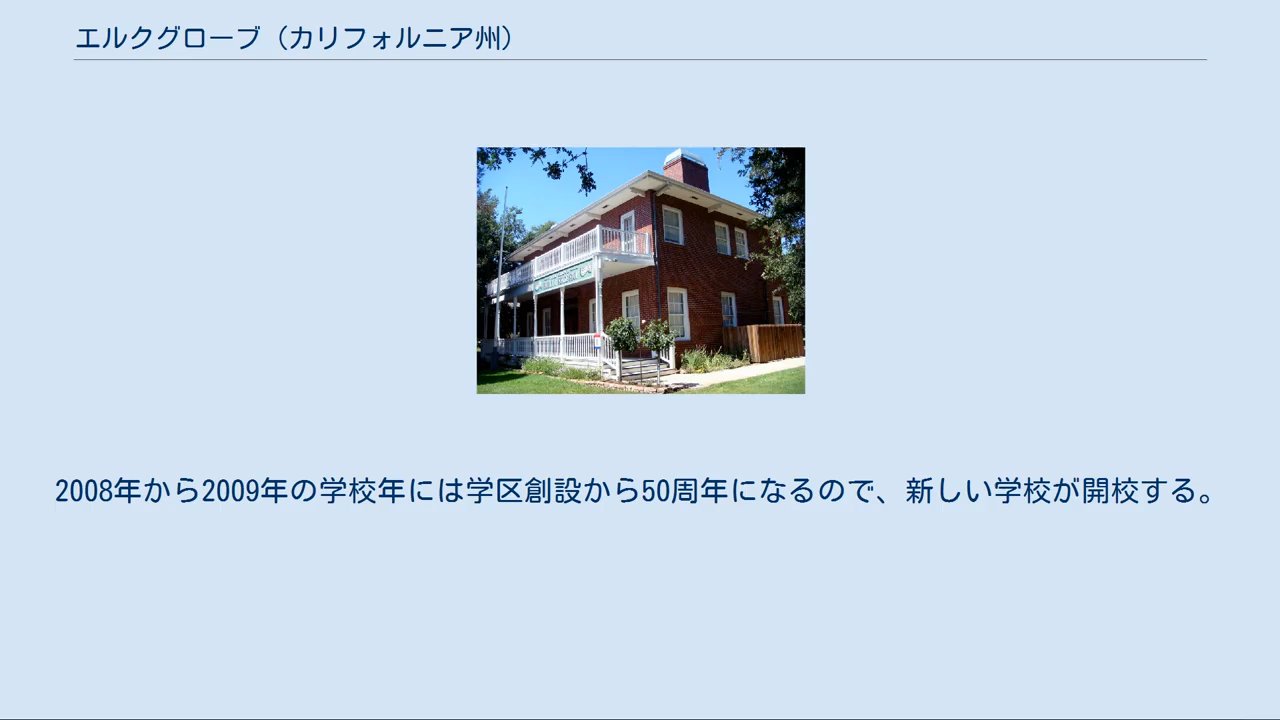 エルクグローブ（カリフォルニア州）
2008年から2009年の学校年には学区創設から50周年になるので、新しい学校が開校する。